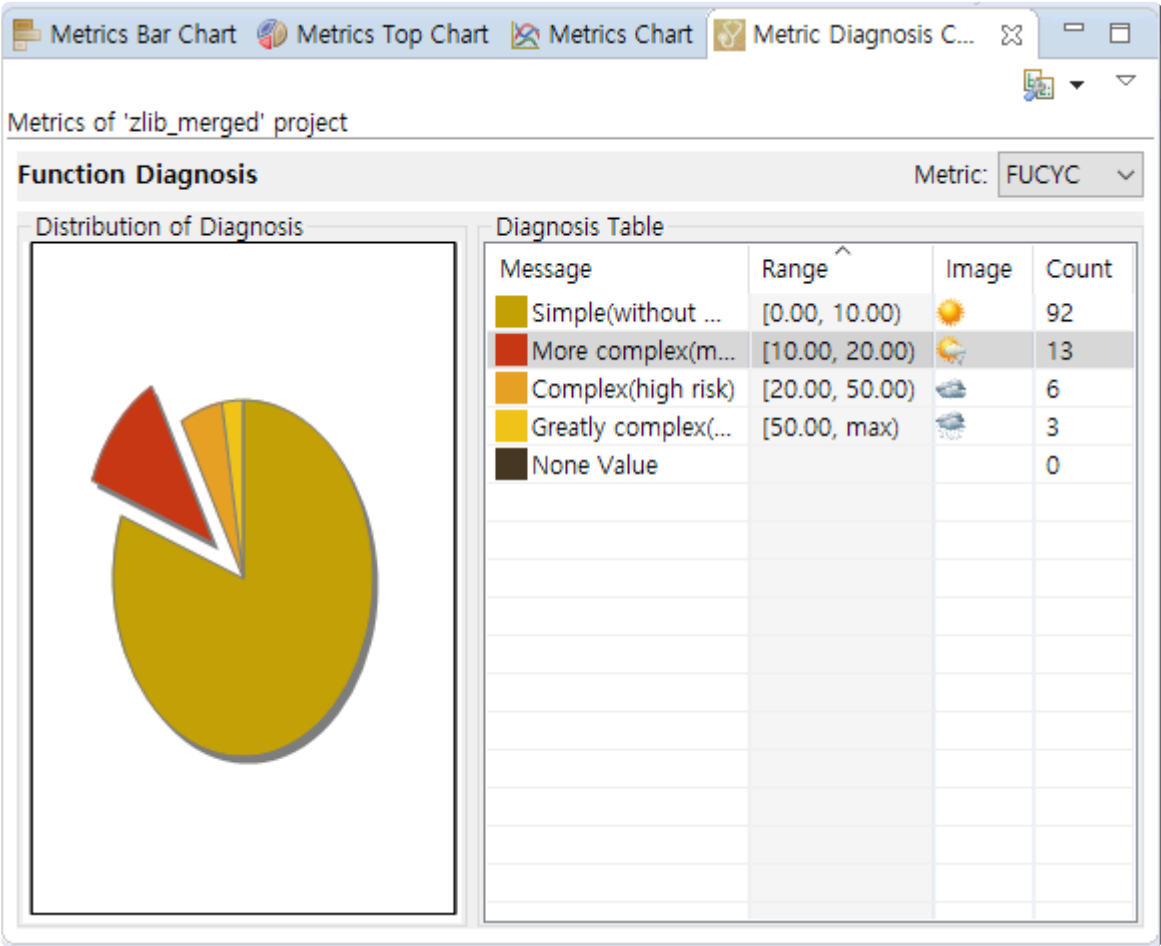 Metrics Bar Chart Metrics Top Chart Metrics Chart Metric Diagnosis C...
Metrics of 'zlib_merged' project
Function Diagnosis Metric: FUCYC
Distribution of Diagnosis Diagnosis Table
Message Range Image Count
Simple(without ... [0.00, 10.00) 92
More complex(m... [10.00, 20.00) 13
Complex(high risk) [20.00, 50.00) 6
Greatly complex(... [50.00, max) 3
None Value 0